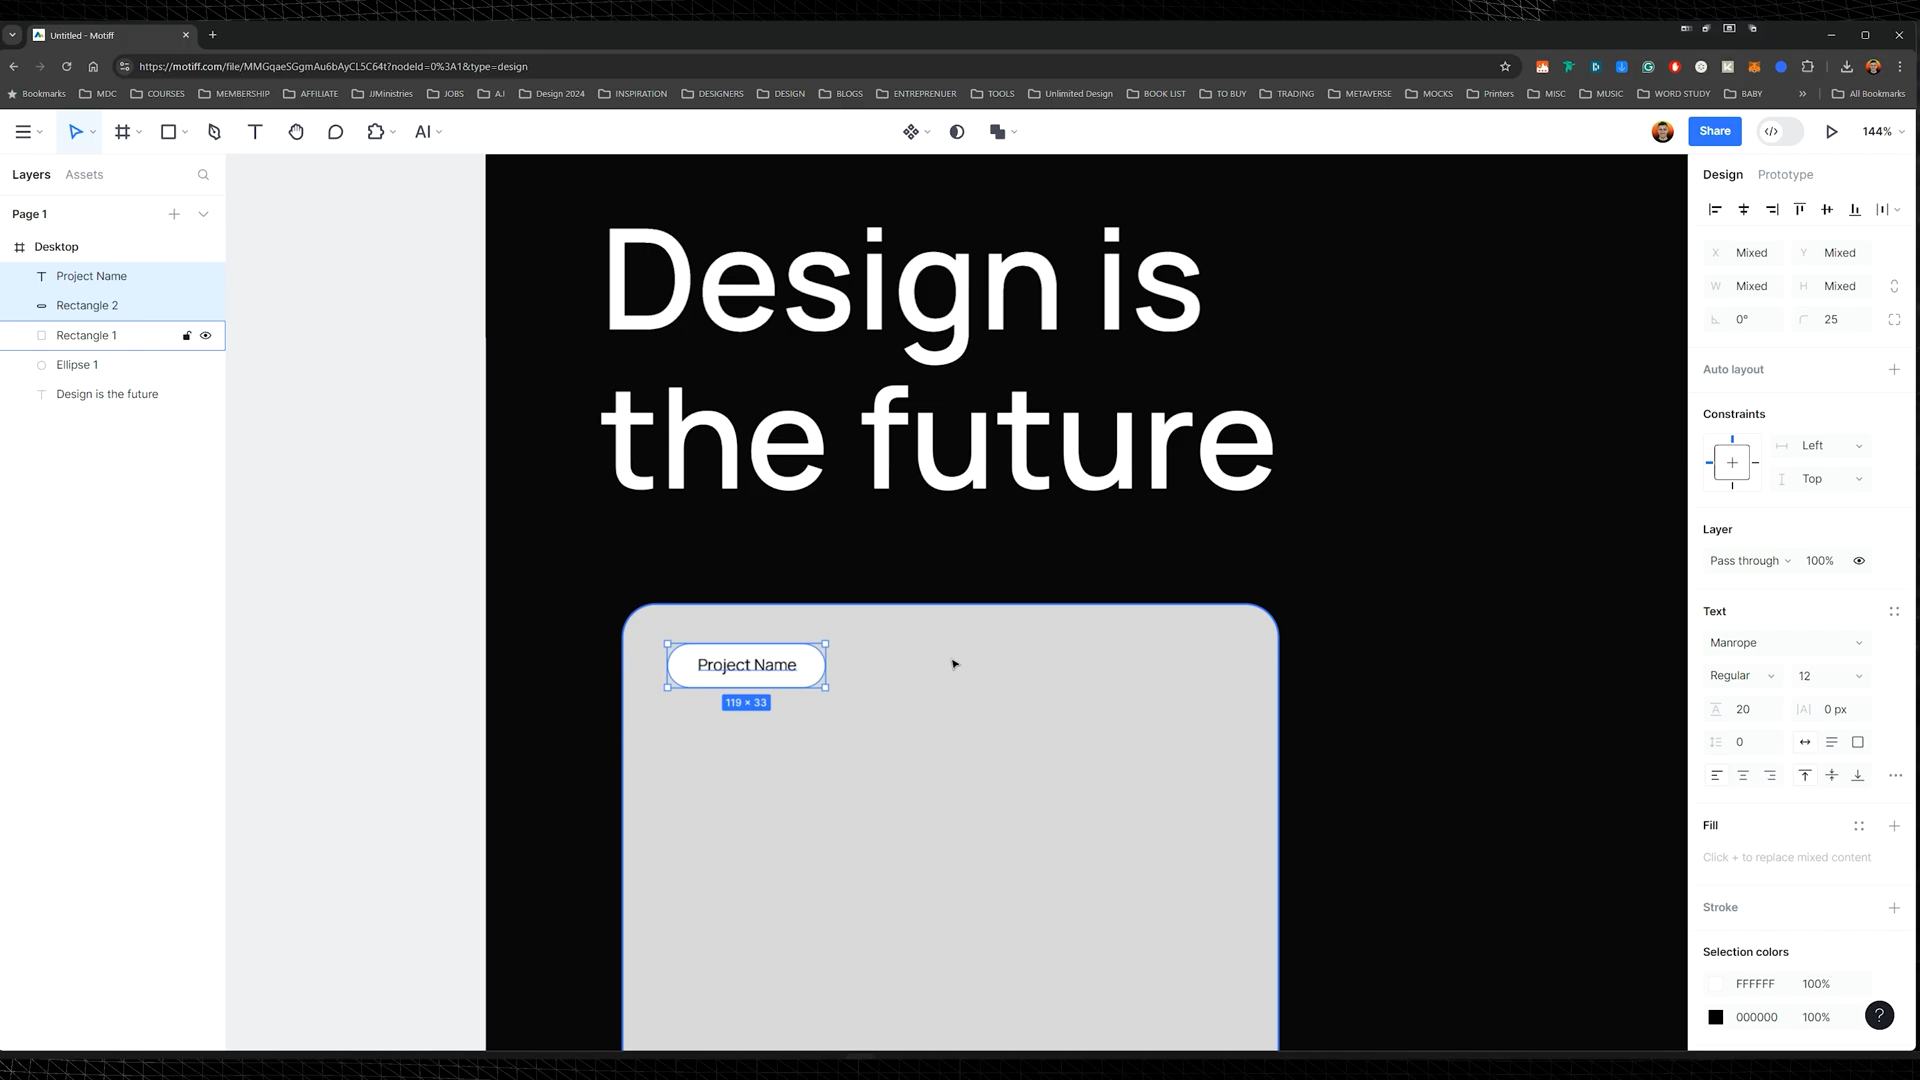 Untitled - Motiff
https://motiff.com/file/MMGqaeSGgmAu6bAyCL5C64t?nodeId=0%3A1&type=design
Bookmarks
MDC
COURSES
MEMBERSHIP
AFFILIATE
JJMinistries
JOBS
A.I
Design 2024
INSPIRATION
DESIGNERS
DESIGN
BLOGS
ENTREPRENUER
TOOLS
Unlimited Design
BOOK LIST
TO BUY
TRADING
METAVERSE
MOCKS
Printers
MISC
MUSIC
WORD STUDY
BABY
»
All Bookmarks
AI
Share
144%
Layers
Assets
Page 1
Desktop
Project Name
Rectangle 2
Rectangle 1
Ellipse 1
Design is the future
Design is
the future
Project Name
119 × 33
Design
Prototype
X Mixed
Y Mixed
W Mixed
H Mixed
0°
25
Auto layout
Constraints
Left
Top
Layer
Pass through
100%
Text
Manrope
Regular
12
20
0 px
0
Fill
Click + to replace mixed content
Stroke
Selection colors
FFFFFF 100%
000000 100%
?